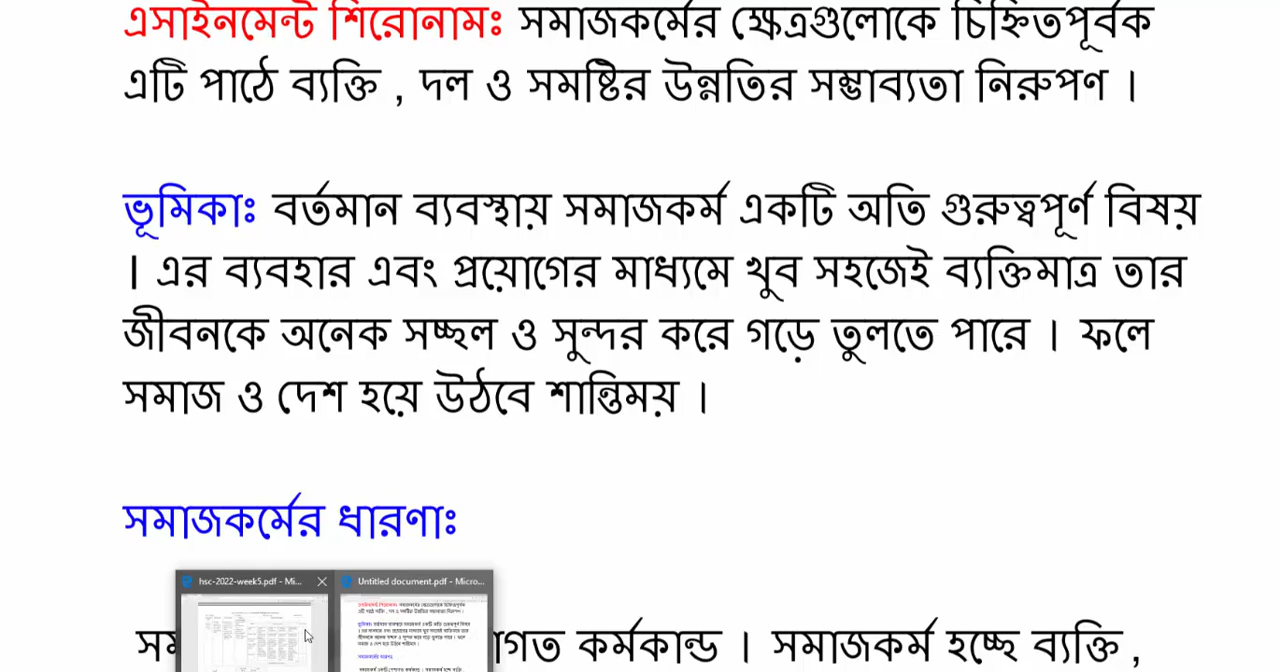 এসাইনমেন্ট শিরোনামঃ সমাজকর্মের ক্ষেত্রগুলোকে চিহ্নিতপূর্বক
এটি পাঠে ব্যক্তি , দল ও সমষ্টির উন্নতির সম্ভাব্যতা নিরুপণ ।
ভূমিকাঃ বর্তমান ব্যবস্থায় সমাজকর্ম একটি অতি গুরুত্বপূর্ণ বিষয়
। এর ব্যবহার এবং প্রয়োগের মাধ্যমে খুব সহজেই ব্যক্তিমাত্র তার
জীবনকে অনেক সচ্ছল ও সুন্দর করে গড়ে তুলতে পারে । ফলে
সমাজ ও দেশ হয়ে উঠবে শান্তিময় ।
সমাজকর্মের ধারণাঃ
hsc-2022-week5.pdf - Mi... Untitled document.pdf - Micro...
কর্মকান্ড । সমাজকর্ম হচ্ছে ব্যক্তি ,